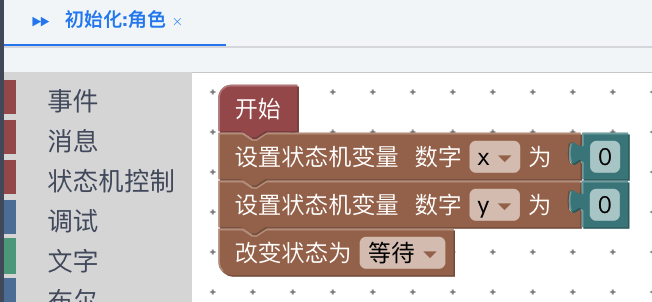 初始化:角色 ×
事件
消息
状态机控制
调试
文字
布尔
开始
设置状态机变量 数字 x 为 0
设置状态机变量 数字 y 为 0
改变状态为 等待